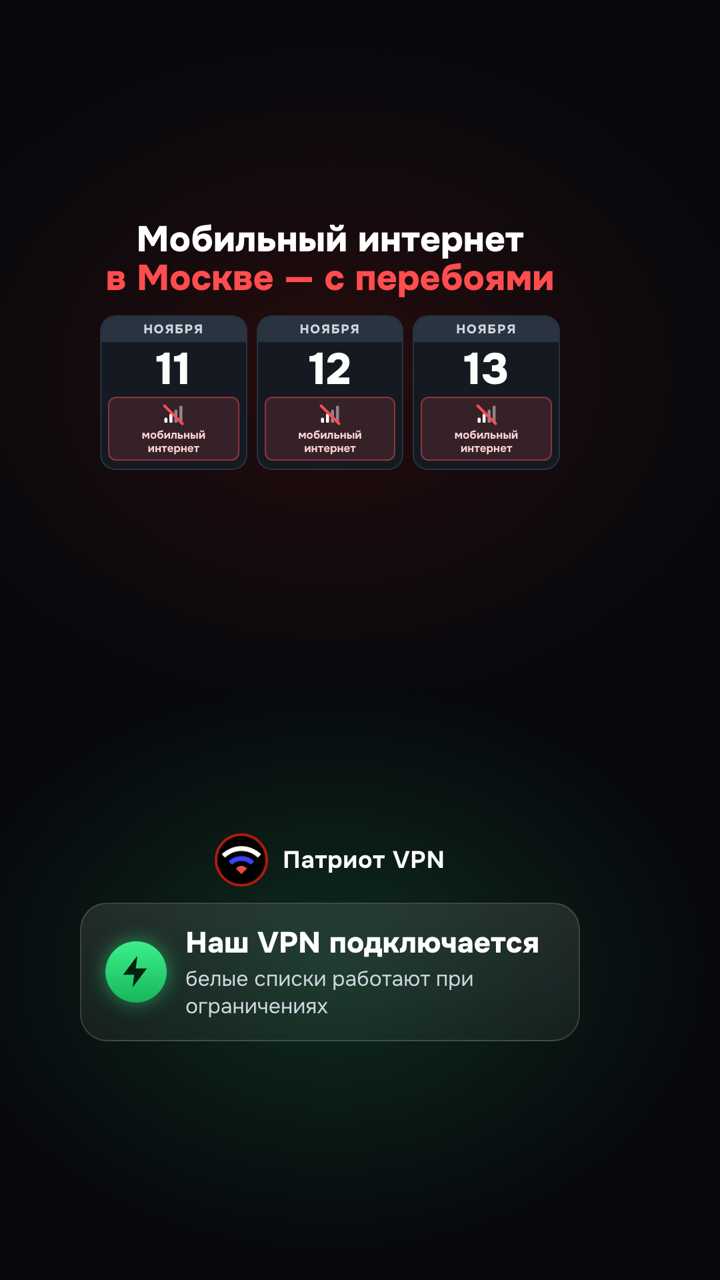 Мобильный интернет
в Москве — с перебоями
НОЯБРЯ
11
мобильный
интернет
НОЯБРЯ
12
мобильный
интернет
НОЯБРЯ
13
мобильный
интернет
Патриот VPN
Наш VPN подключается
белые списки работают при
ограничениях